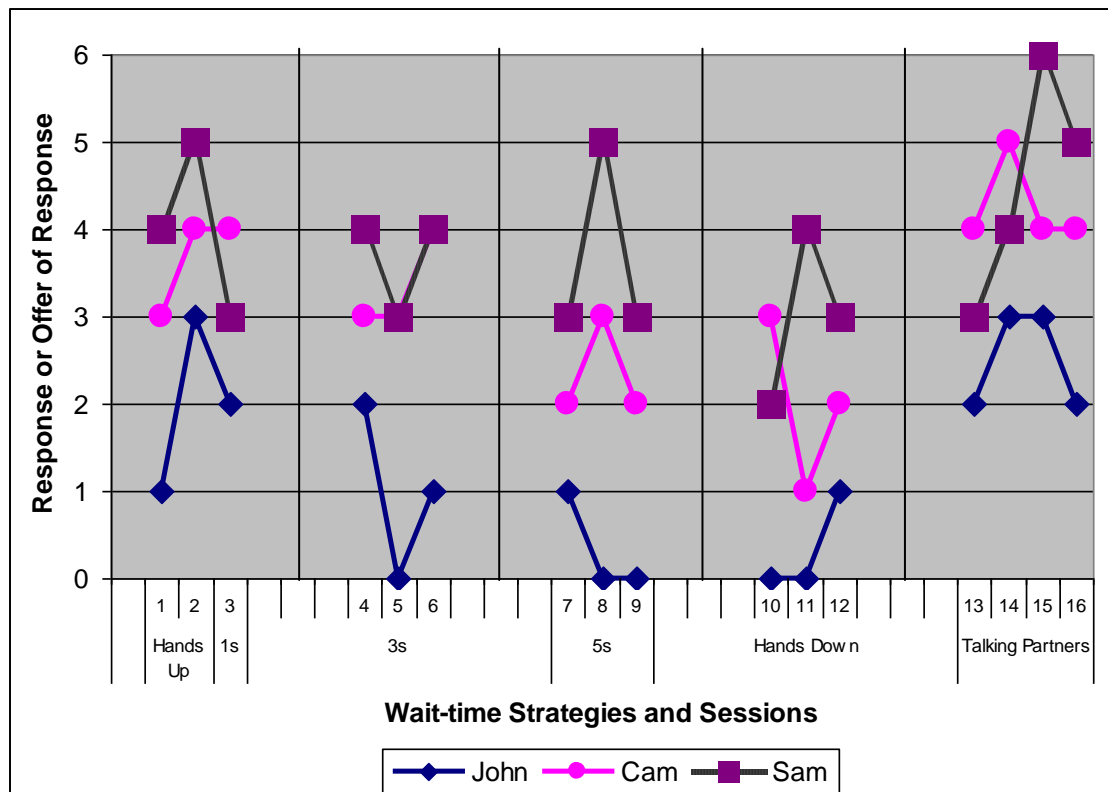 6
5
4
3
2
1
0
Response or Offer of Response
1 2 3 4 5 6 7 8 9 10 11 12 13 14 15 16
Hands Up 1s 3s 5s Hands Down Talking Partners
Wait-time Strategies and Sessions
John Cam Sam